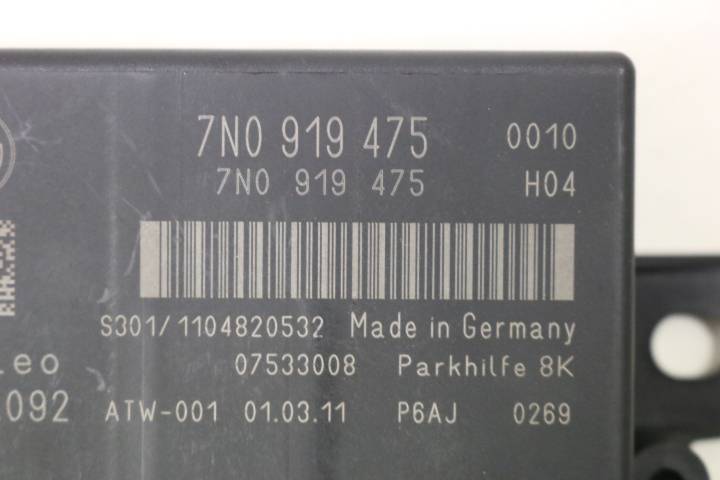 7N0 919 475 0010
7N0 919 475 H04
S301/1104820532 Made in Germany
leo 07533008 Parkhilfe 8K
092 ATW-001 01.03.11 P6AJ 0269